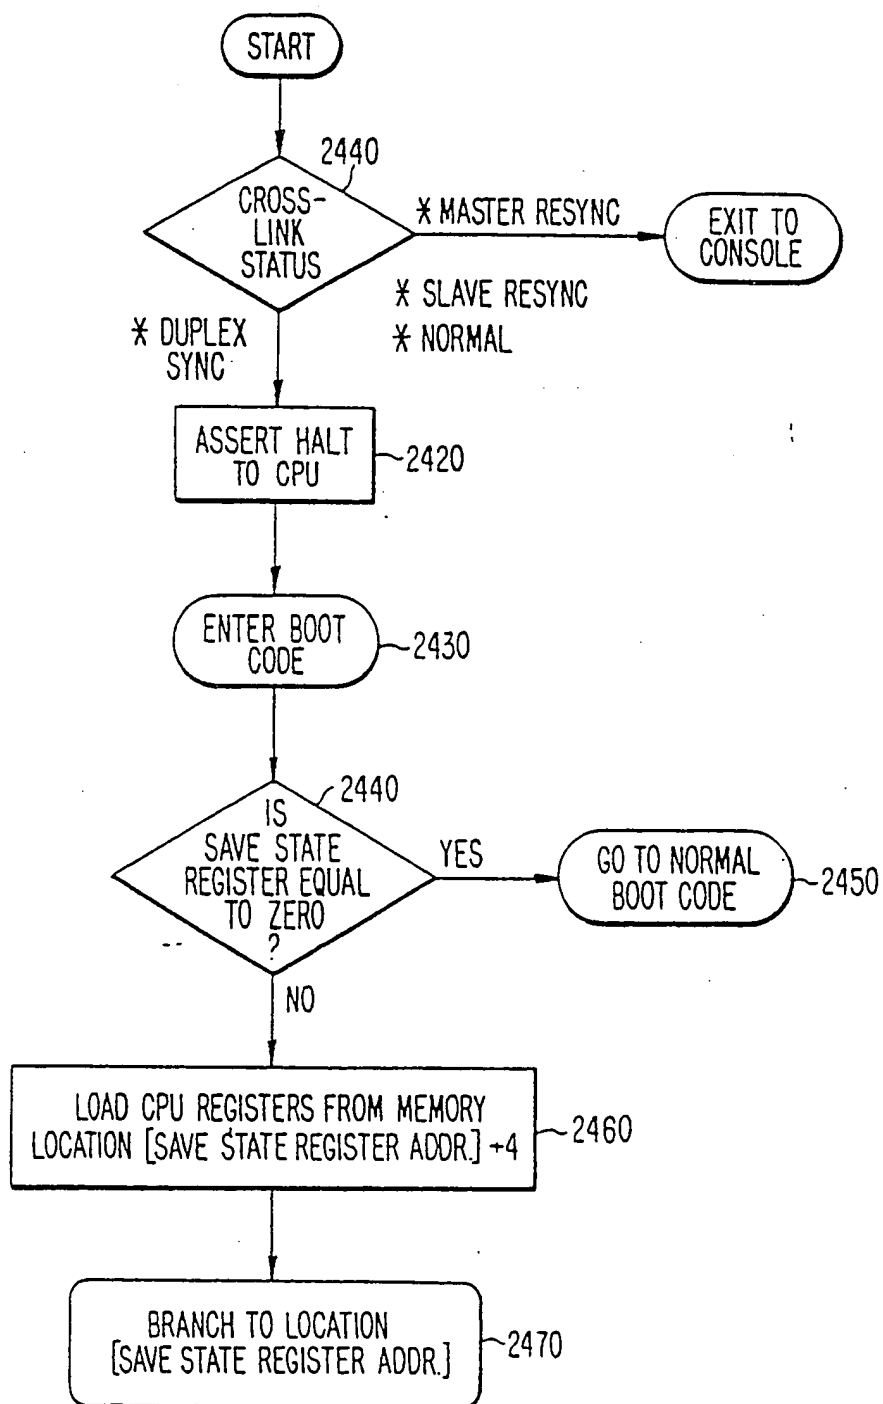 START
2440
CROSS-
LINK
STATUS
* MASTER RESYNC
EXIT TO
CONSOLE
* SLAVE RESYNC
* NORMAL
* DUPLEX
SYNC
ASSERT HALT
TO CPU
2420
ENTER BOOT
CODE
2430
2440
IS
SAVE STATE
REGISTER EQUAL
TO ZERO
?
YES
GO TO NORMAL
BOOT CODE
2450
NO
LOAD CPU REGISTERS FROM MEMORY
LOCATION [SAVE STATE REGISTER ADDR.] +4
2460
BRANCH TO LOCATION
[SAVE STATE REGISTER ADDR.]
2470